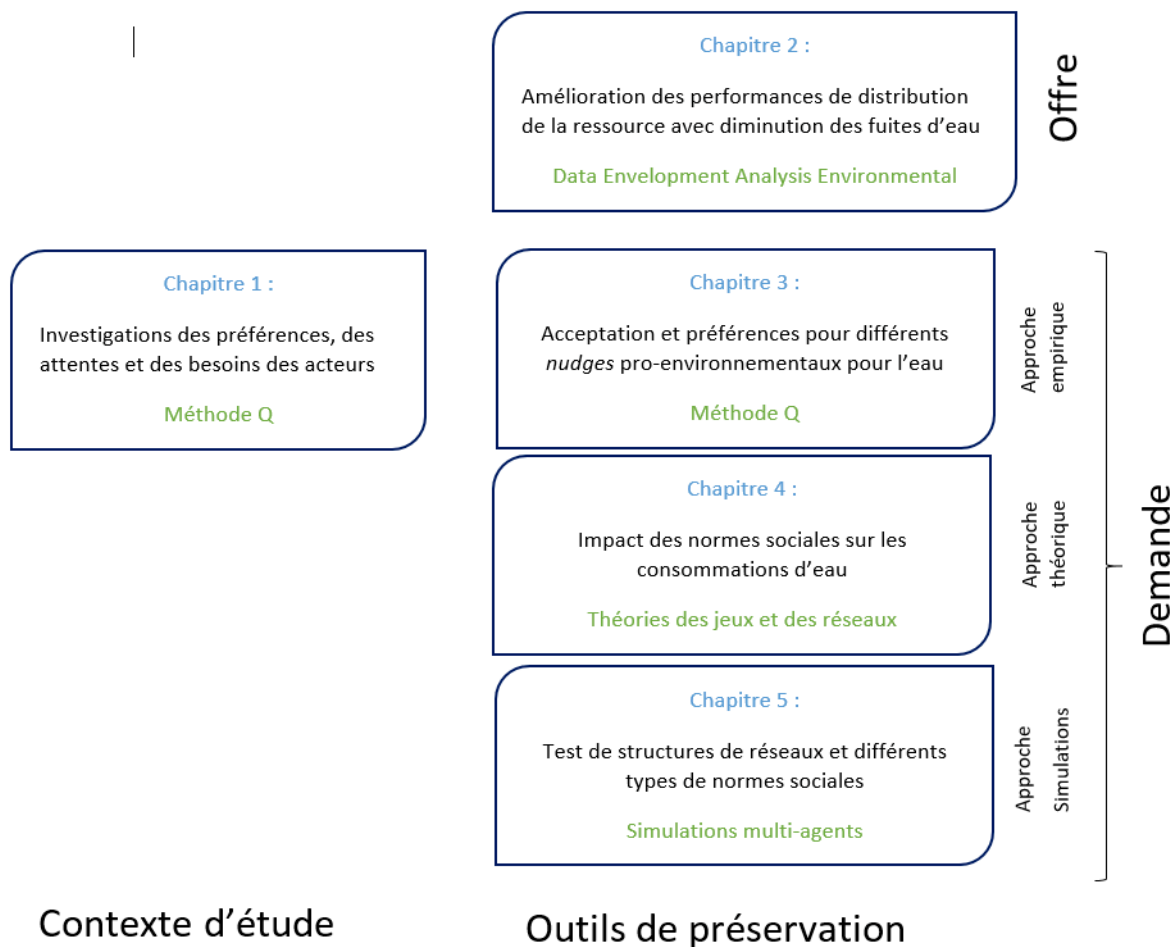 Chapitre 2 :
Amélioration des performances de distribution
de la ressource avec diminution des fuites d’eau
Data Envelopment Analysis Environmental
Offre
Chapitre 1 :
Investigations des préférences, des
attentes et des besoins des acteurs
Méthode Q
Chapitre 3 :
Acceptation et préférences pour différents
nudges pro-environnementaux pour l’eau
Méthode Q
Approche
empirique
Chapitre 4 :
Impact des normes sociales sur les
consommations d’eau
Théories des jeux et des réseaux
Approche
théorique
Demande
Chapitre 5 :
Test de structures de réseaux et différents
types de normes sociales
Simulations multi-agents
Approche
Simulations
Contexte d’étude
Outils de préservation